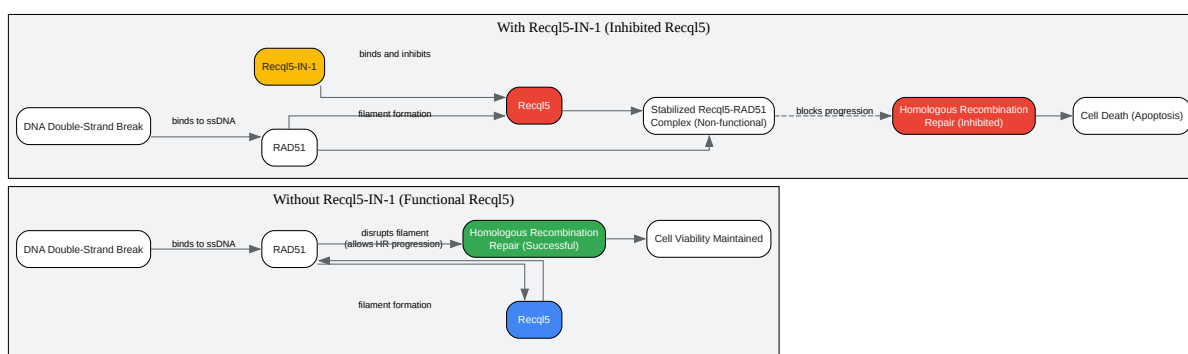 With Recql5-IN-1 (Inhibited Recql5)
binds and inhibits
Recql5-IN-1
DNA Double-Strand Break
binds to ssDNA
filament formation
Recql5
RAD51
Stabilized Recql5-RAD51
Complex (Non-functional)
blocks progression
Homologous Recombination
Repair (Inhibited)
Cell Death (Apoptosis)
Without Recql5-IN-1 (Functional Recql5)
DNA Double-Strand Break
binds to ssDNA
RAD51
disrupts filament
(allows HR progression)
Homologous Recombination
Repair (Successful)
Cell Viability Maintained
filament formation
Recql5